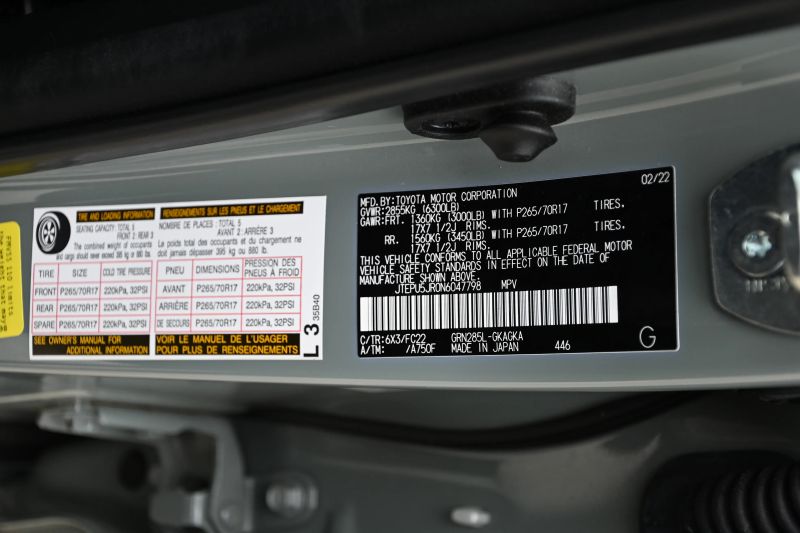 TIRE AND LOADING INFORMATION
SEATING CAPACITY: TOTAL 5
FRONT 2 REAR 3
The combined weight of occupants
and cargo should never exceed 395 kg or 880 lbs.
TIRE SIZE COLD TIRE PRESSURE
FRONT P265/70R17 220kPa, 32PSI
REAR P265/70R17 220kPa, 32PSI
SPARE P265/70R17 220kPa, 32PSI
SEE OWNER'S MANUAL FOR
ADDITIONAL INFORMATION
RENSEIGNEMENTS SUR LES PNEUS ET LE CHARGEMENT
NOMBRE DE PLACES: TOTAL 5
AVANT 2 ARRIÈRE 3
Le poids total des occupants et du chargement ne
doit jamais dépasser 395 kg ou 880 lb.
PNEU DIMENSIONS PRESSION DES PNEUS À FROID
AVANT P265/70R17 220kPa, 32PSI
ARRIÈRE P265/70R17 220kPa, 32PSI
DE SECOURS P265/70R17 220kPa, 32PSI
VOIR LE MANUEL DE L'USAGER
POUR PLUS DE RENSEIGNEMENTS
L 3 35B40
02/22
MFD. BY: TOYOTA MOTOR CORPORATION
GVWR: 2855KG (6300LB)
GAWR: FRT. 1360KG (3000LB) WITH P265/70R17 TIRES.
17X7 1/2J RIMS.
RR. 1560KG (3450LB) WITH P265/70R17 TIRES.
17X7 1/2J RIMS.
THIS VEHICLE CONFORMS TO ALL APPLICABLE FEDERAL MOTOR
VEHICLE SAFETY STANDARDS IN EFFECT ON THE DATE OF
MANUFACTURE SHOWN ABOVE.
JTEPU5JR0N6047798 MPV
C/TR: 6X3/FC22 GRN285L-GKAGKA
A/TM: /A750F MADE IN JAPAN 446
G